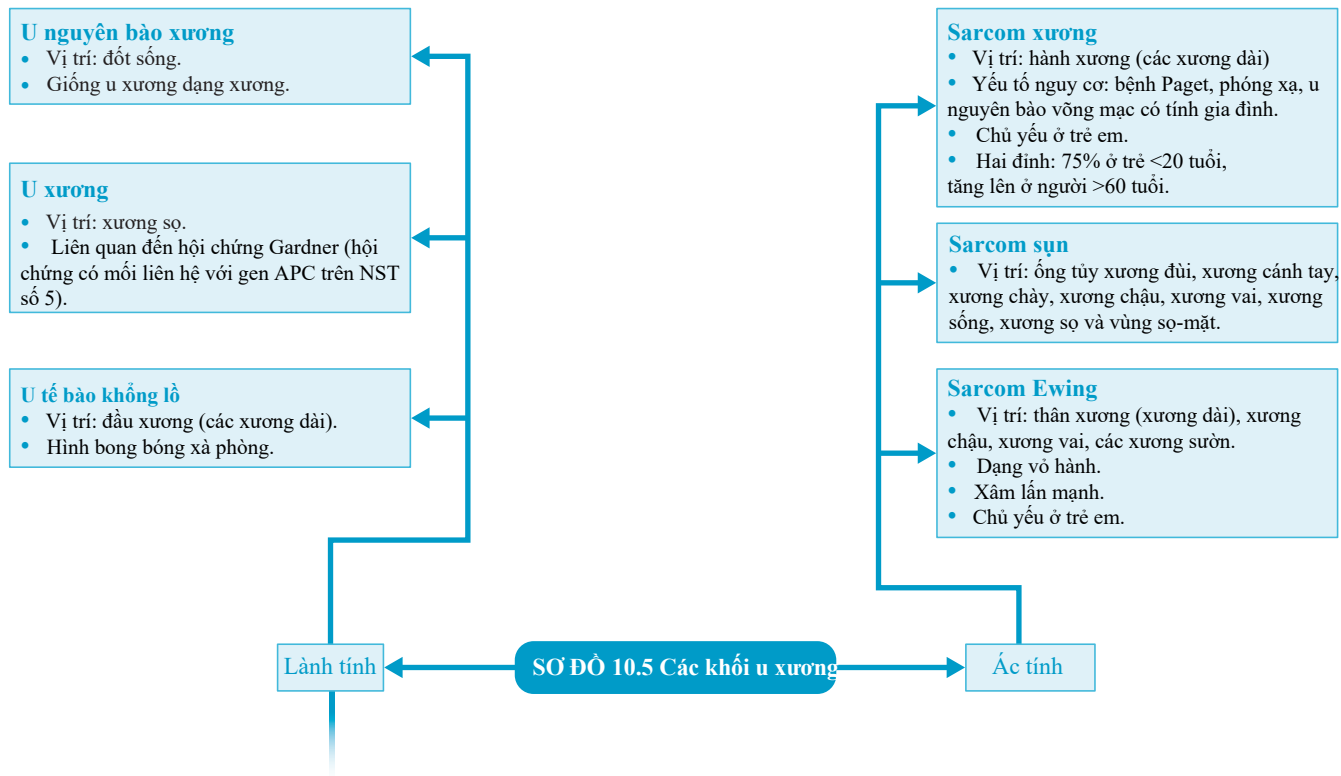 U nguyên bào xương
• Vị trí: đốt sống.
• Giống u xương dạng xương.
U xương
• Vị trí: xương sọ.
• Liên quan đến hội chứng Gardner (hội
chứng có mối liên hệ với gen APC trên NST
số 5).
U tế bào khổng lồ
• Vị trí: đầu xương (các xương dài).
• Hình bong bóng xà phòng.
Sarcom xương
• Vị trí: hành xương (các xương dài)
• Yếu tố nguy cơ: bệnh Paget, phóng xạ, u
nguyên bào võng mạc có tính gia đình.
• Chủ yếu ở trẻ em.
• Hai đỉnh: 75% ở trẻ <20 tuổi,
tăng lên ở người >60 tuổi.
Sarcom sụn
• Vị trí: ống tủy xương đùi, xương cánh tay,
xương chày, xương chậu, xương vai, xương
sống, xương sọ và vùng sọ-mặt.
Sarcom Ewing
• Vị trí: thân xương (xương dài), xương
chậu, xương vai, các xương sườn.
• Dạng vỏ hành.
• Xâm lấn mạnh.
• Chủ yếu ở trẻ em.
Lành tính
SƠ ĐỒ 10.5 Các khối u xương
Ác tính